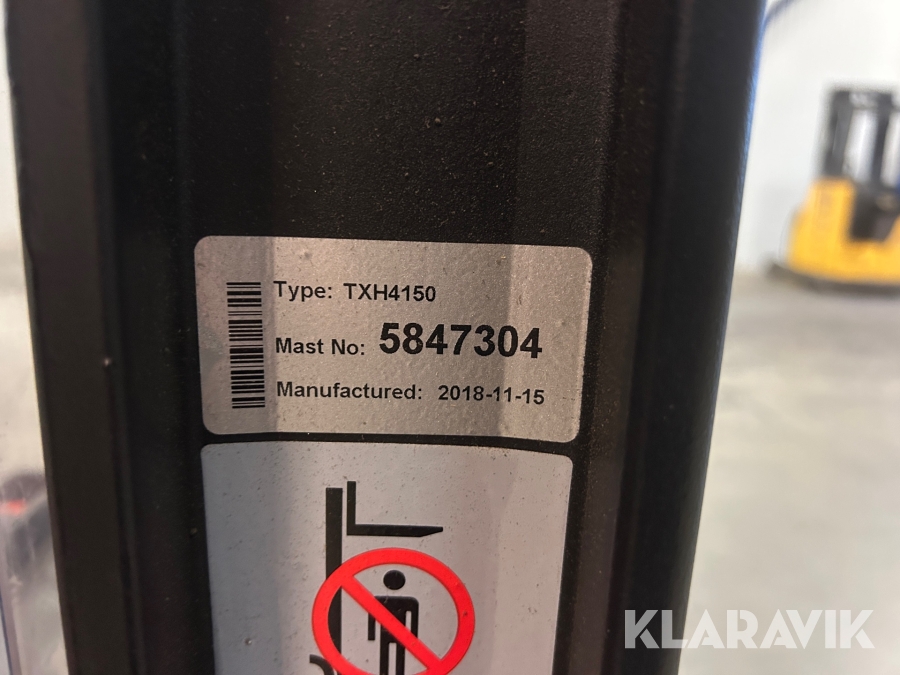 Type: TXH4150
Mast No: 5847304
Manufactured: 2018-11-15
KLARAVIK